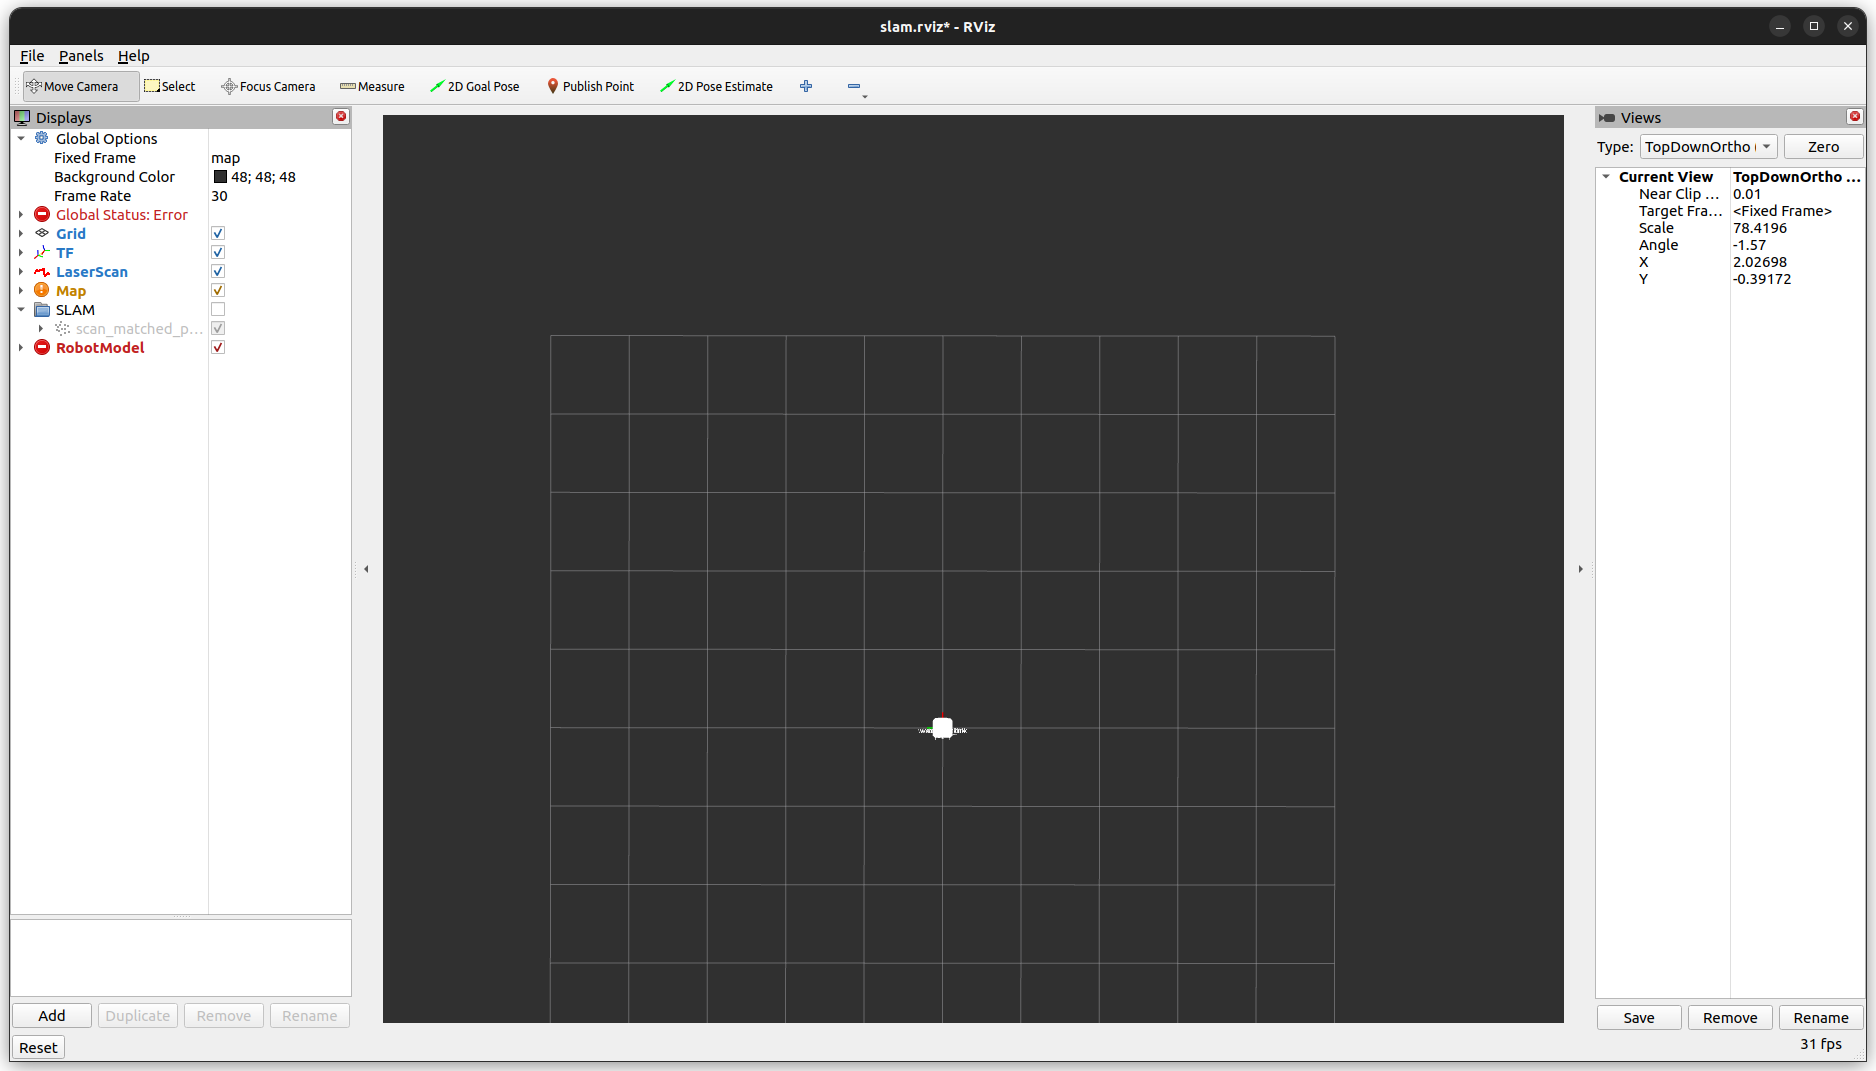 slam.rviz* - RViz
File Panels Help
Move Camera Select Focus Camera Measure 2D Goal Pose Publish Point 2D Pose Estimate
Displays
Global Options
Fixed Frame map
Background Color 48; 48; 48
Frame Rate 30
Global Status: Error
Grid
TF
LaserScan
Map
SLAM
scan_matched_p...
RobotModel
Add Duplicate Remove Rename
Reset
Views
Type: TopDownOrtho Zero
Current View TopDownOrtho ...
Near Clip ... 0.01
Target Fra... <Fixed Frame>
Scale 78.4196
Angle -1.57
X 2.02698
Y -0.39172
Save Remove Rename
31 fps